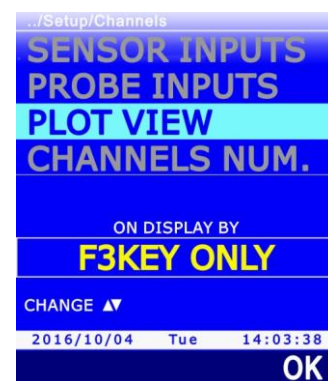 ../Setup/Channels
SENSOR INPUTS
PROBE INPUTS
PLOT VIEW
CHANNELS NUM.
ON DISPLAY BY
F3KEY ONLY
CHANGE ▲▼
2016/10/04 Tue 14:03:38
OK